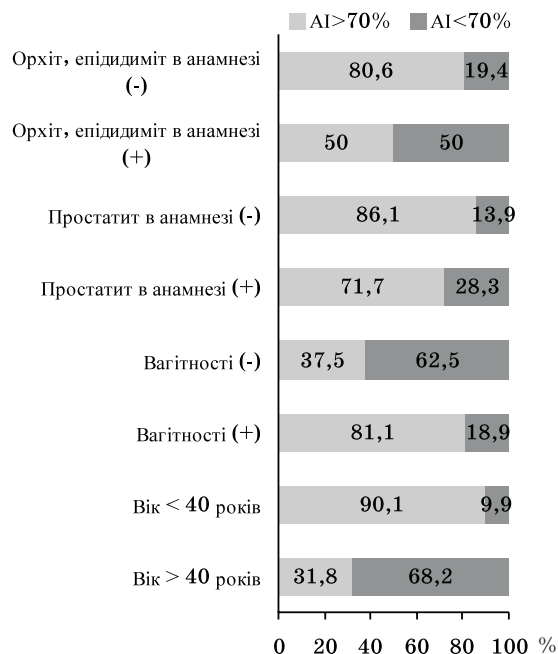 АІ>70% АІ<70%
Орхіт, епідидиміт в анамнезі
(-)
80,6 19,4
Орхіт, епідидиміт в анамнезі
(+)
50 50
Простатит в анамнезі (-)
86,1 13,9
Простатит в анамнезі (+)
71,7 28,3
Вагітності (-)
37,5 62,5
Вагітності (+)
81,1 18,9
Вік < 40 років
90,1 9,9
Вік > 40 років
31,8 68,2
0 20 40 60 80 100 %